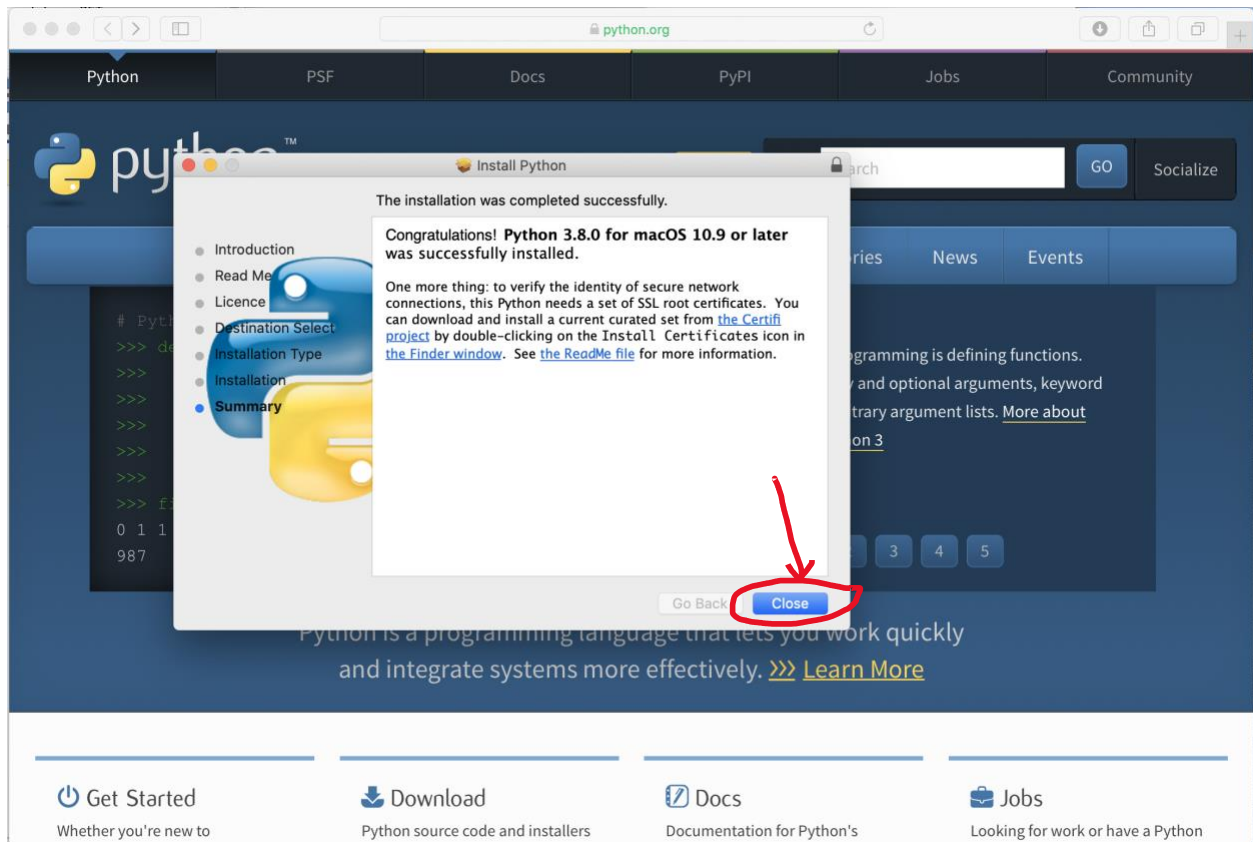 python.org
Python PSF Docs PyPI Jobs Community
GO Socialize
Install Python
The installation was completed successfully.
Introduction
Read Me
Licence
Destination Select
Installation Type
Installation
Summary
Congratulations! Python 3.8.0 for macOS 10.9 or later
was successfully installed.
One more thing: to verify the identity of secure network
connections, this Python needs a set of SSL root certificates. You
can download and install a current curated set from the Certifi
project by double-clicking on the Install Certificates icon in
the Finder window. See the ReadMe file for more information.
Go Back Close
News Events
>>>
>>>
>>>
>>>
>>>
>>>
>>>
0 1 1
987
programming is defining functions.
and optional arguments, keyword
argument lists. More about
3
3 4 5
Python is a programming language that lets you work quickly
and integrate systems more effectively. >>> Learn More
Get Started
Whether you're new to
Download
Python source code and installers
Docs
Documentation for Python's
Jobs
Looking for work or have a Python